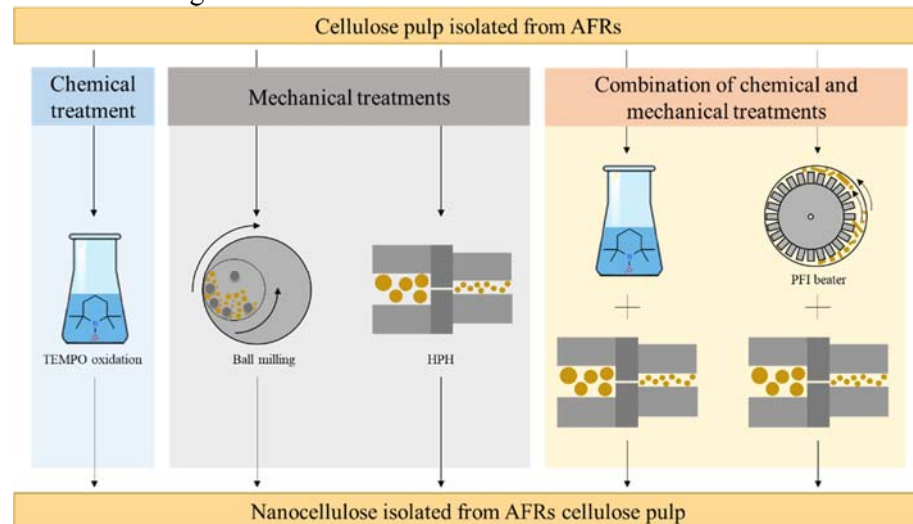 Cellulose pulp isolated from AFRs
Chemical
treatment
Mechanical treatments
Combination of chemical and
mechanical treatments
TEMPO oxidation
Ball milling
HPH
PFI beater
Nanocellulose isolated from AFRs cellulose pulp